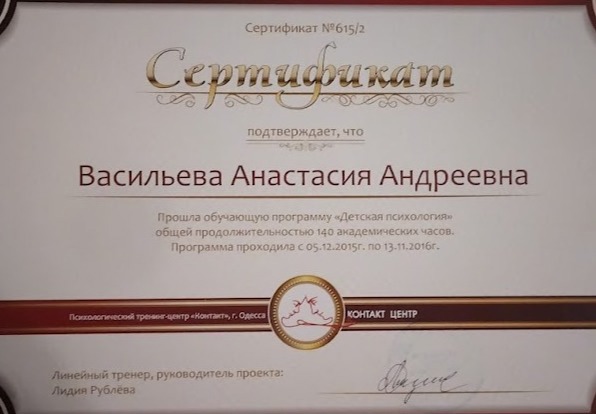 Сертификат №615/2
Сертификат
подтверждает, что
Васильева Анастасия Андреевна
Прошла обучающую программу «Детская психология»
общей продолжительностью 140 академических часов.
Программа проходила с 05.12.2015г. по 13.11.2016г.
Психологический тренинг-центр «Контакт», г. Одесса
КОНТАКТ ЦЕНТР
Линейный тренер, руководитель проекта:
Лидия Рублёва